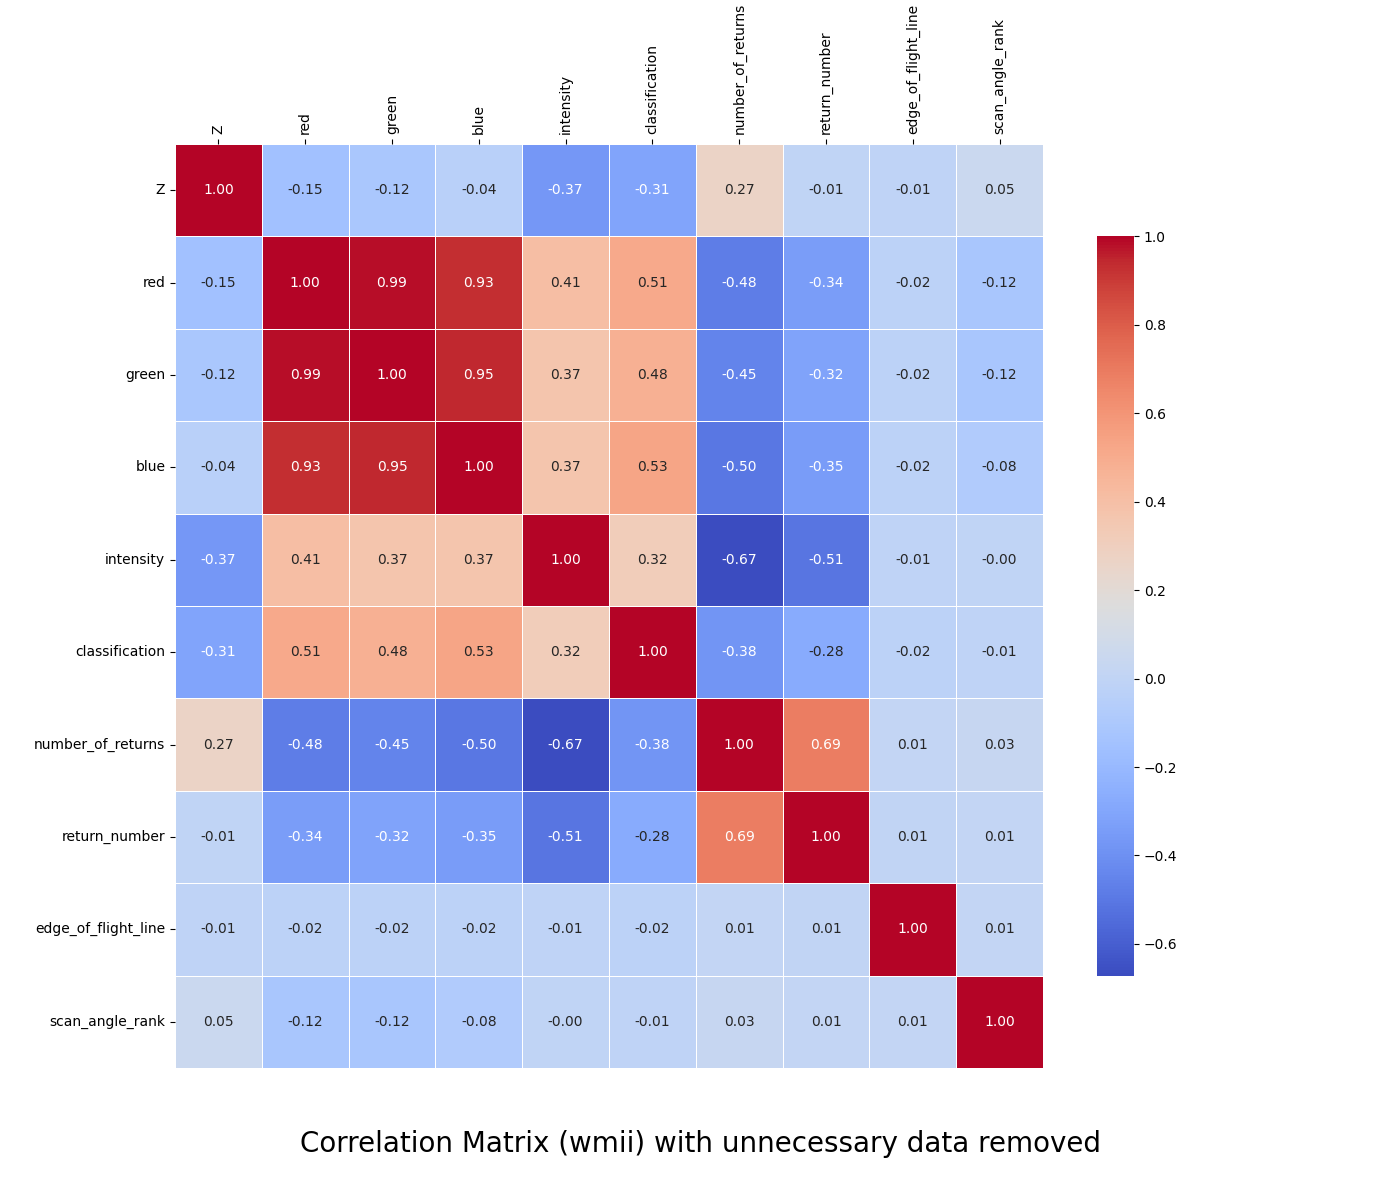 Z red green blue intensity classification number_of_returns return_number edge_of_flight_line scan_angle_rank
Z 1.00 -0.15 -0.12 -0.04 -0.37 -0.31 0.27 -0.01 -0.01 0.05
red -0.15 1.00 0.99 0.93 0.41 0.51 -0.48 -0.34 -0.02 -0.12
green -0.12 0.99 1.00 0.95 0.37 0.48 -0.45 -0.32 -0.02 -0.12
blue -0.04 0.93 0.95 1.00 0.37 0.53 -0.50 -0.35 -0.02 -0.08
intensity -0.37 0.41 0.37 0.37 1.00 0.32 -0.67 -0.51 -0.01 -0.00
classification -0.31 0.51 0.48 0.53 0.32 1.00 -0.38 -0.28 -0.02 -0.01
number_of_returns 0.27 -0.48 -0.45 -0.50 -0.67 -0.38 1.00 0.69 0.01 0.03
return_number -0.01 -0.34 -0.32 -0.35 -0.51 -0.28 0.69 1.00 0.01 0.01
edge_of_flight_line -0.01 -0.02 -0.02 -0.02 -0.01 -0.02 0.01 0.01 1.00 0.01
scan_angle_rank 0.05 -0.12 -0.12 -0.08 -0.00 -0.01 0.03 0.01 0.01 1.00
1.0
0.8
0.6
0.4
0.2
0.0
−0.2
−0.4
−0.6
Correlation Matrix (wmii) with unnecessary data removed